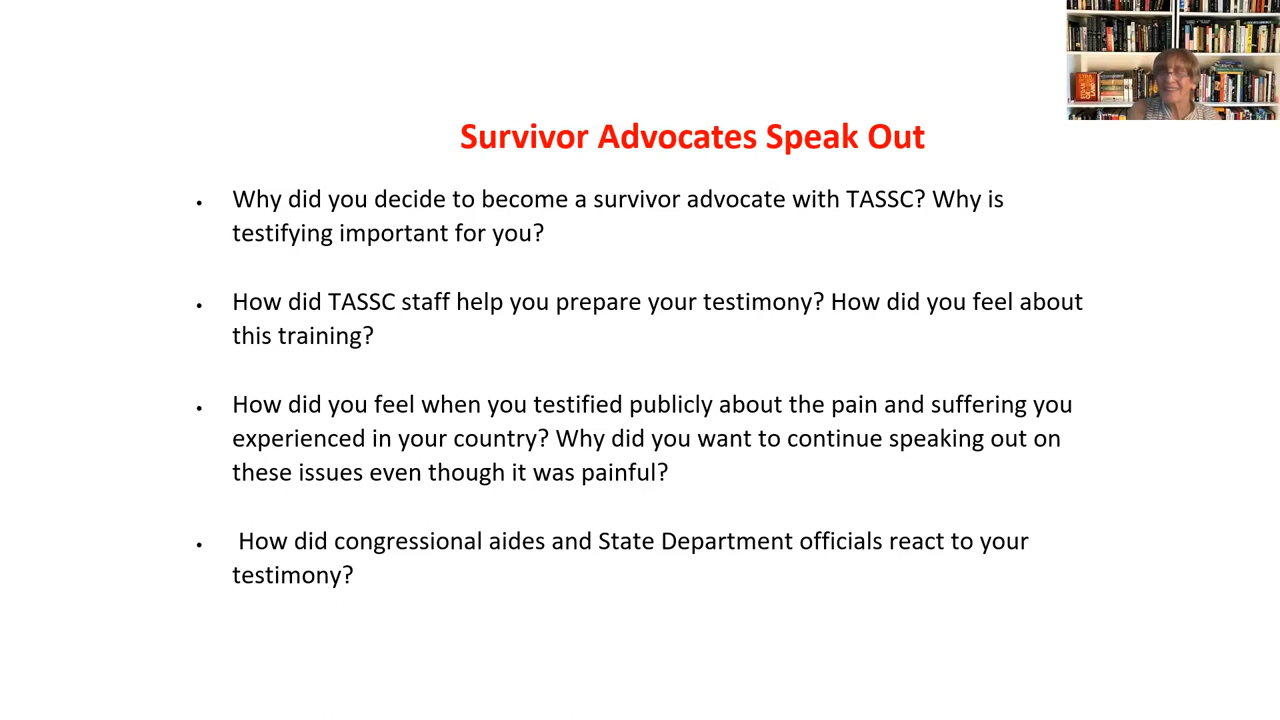 Survivor Advocates Speak Out
• Why did you decide to become a survivor advocate with TASSC? Why is
testifying important for you?
• How did TASSC staff help you prepare your testimony? How did you feel about
this training?
• How did you feel when you testified publicly about the pain and suffering you
experienced in your country? Why did you want to continue speaking out on
these issues even though it was painful?
• How did congressional aides and State Department officials react to your
testimony?